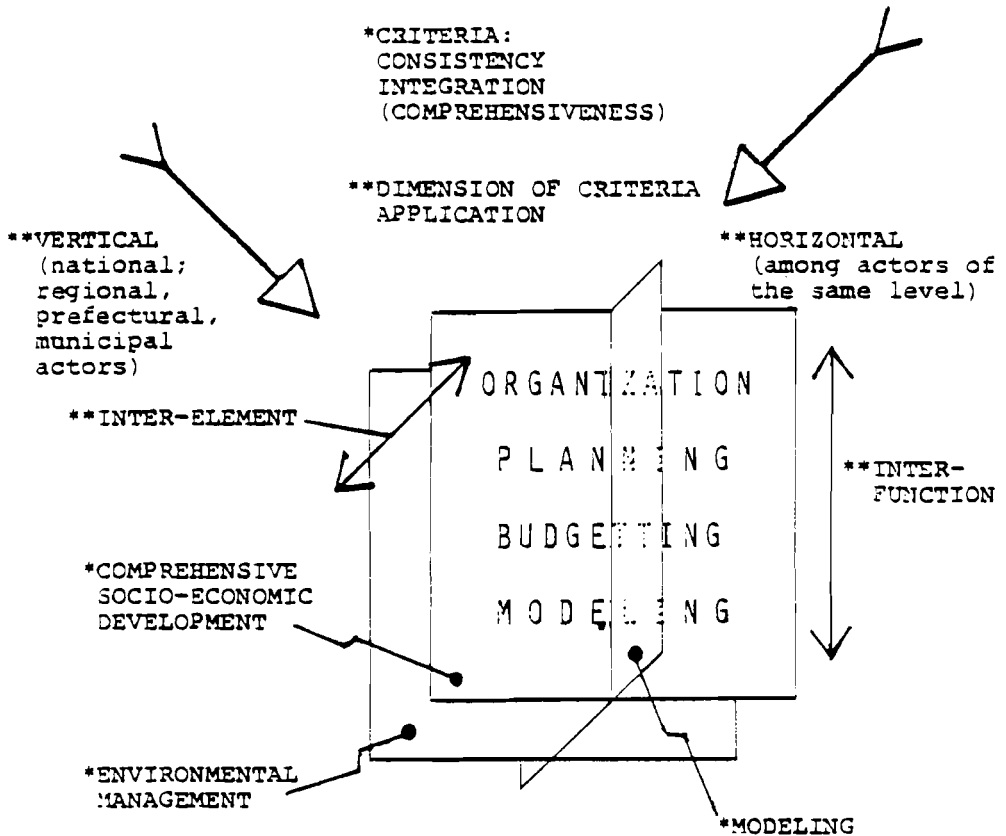 *CRITERIA:
CONSISTENCY
INTEGRATION
(COMPREHENSIVENESS)
**DIMENSION OF CRITERIA
APPLICATION
**VERTICAL
(national;
regional,
prefectural,
municipal
actors)
**HORIZONTAL
(among actors of
the same level)
ORGANIZATION
PLANNING
BUDGETTING
MODELING
**INTER-ELEMENT
**INTER-
FUNCTION
*COMPREHENSIVE
SOCIO-ECONOMIC
DEVELOPMENT
*ENVIRONMENTAL
MANAGEMENT
*MODELING